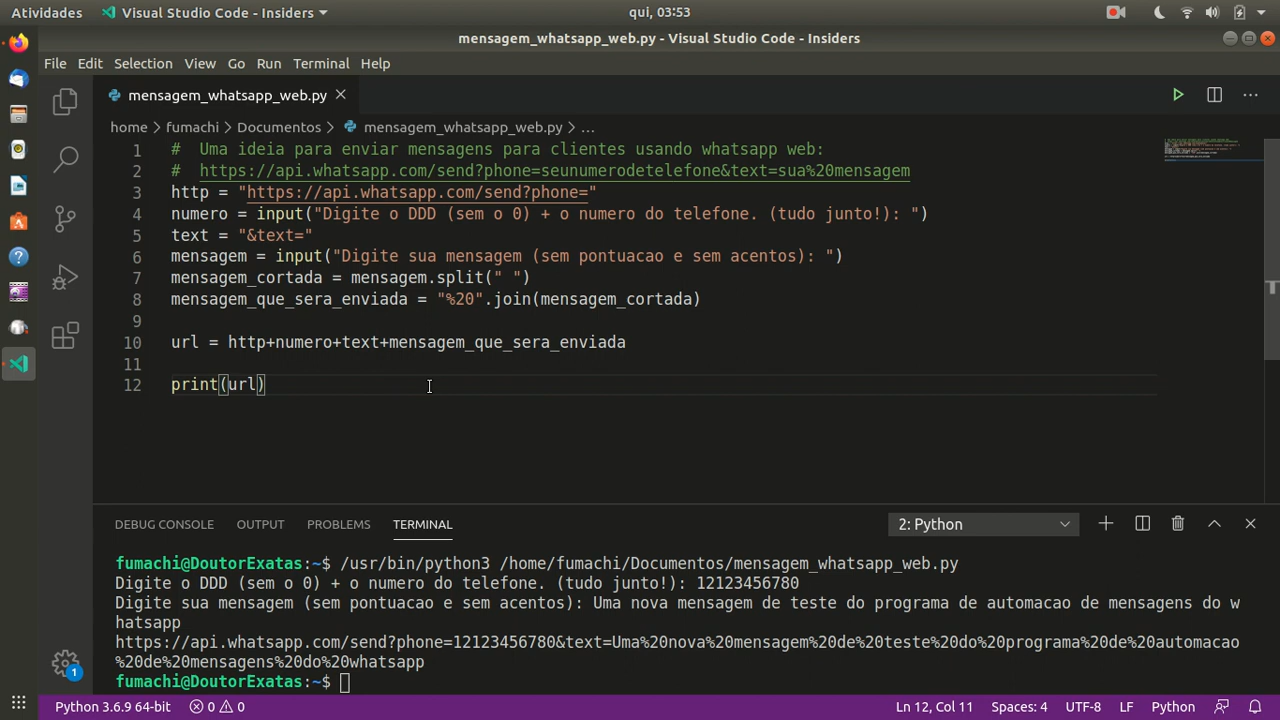 Atividades Visual Studio Code - Insiders qui, 03:53
mensagem_whatsapp_web.py - Visual Studio Code - Insiders
File Edit Selection View Go Run Terminal Help
mensagem_whatsapp_web.py
home > fumachi > Documentos > mensagem_whatsapp_web.py > ...
1 # Uma ideia para enviar mensagens para clientes usando whatsapp web:
2 # https://api.whatsapp.com/send?phone=seunumerodetelefone&text=sua%20mensagem
3 http = "https://api.whatsapp.com/send?phone="
4 numero = input("Digite o DDD (sem o 0) + o numero do telefone. (tudo junto!): ")
5 text = "&text="
6 mensagem = input("Digite sua mensagem (sem pontuacao e sem acentos): ")
7 mensagem_cortada = mensagem.split(" ")
8 mensagem_que_sera_enviada = "%20".join(mensagem_cortada)
9
10 url = http+numero+text+mensagem_que_sera_enviada
11
12 print(url)
DEBUG CONSOLE OUTPUT PROBLEMS TERMINAL 2: Python
fumachi@DoutorExatas:~$ /usr/bin/python3 /home/fumachi/Documentos/mensagem_whatsapp_web.py
Digite o DDD (sem o 0) + o numero do telefone. (tudo junto!): 12123456780
Digite sua mensagem (sem pontuacao e sem acentos): Uma nova mensagem de teste do programa de automacao de mensagens do w
hatsapp
https://api.whatsapp.com/send?phone=12123456780&text=Uma%20nova%20mensagem%20de%20teste%20do%20programa%20de%20automacao
%20de%20mensagens%20do%20whatsapp
fumachi@DoutorExatas:~$
1
Python 3.6.9 64-bit 0 0 Ln 12, Col 11 Spaces: 4 UTF-8 LF Python